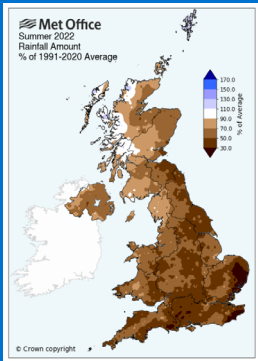 Met Office
Summer 2022
Rainfall Amount
% of 1991-2020 Average
170.0
150.0
130.0
110.0
90.0
70.0
50.0
30.0
% of Average
© Crown copyright